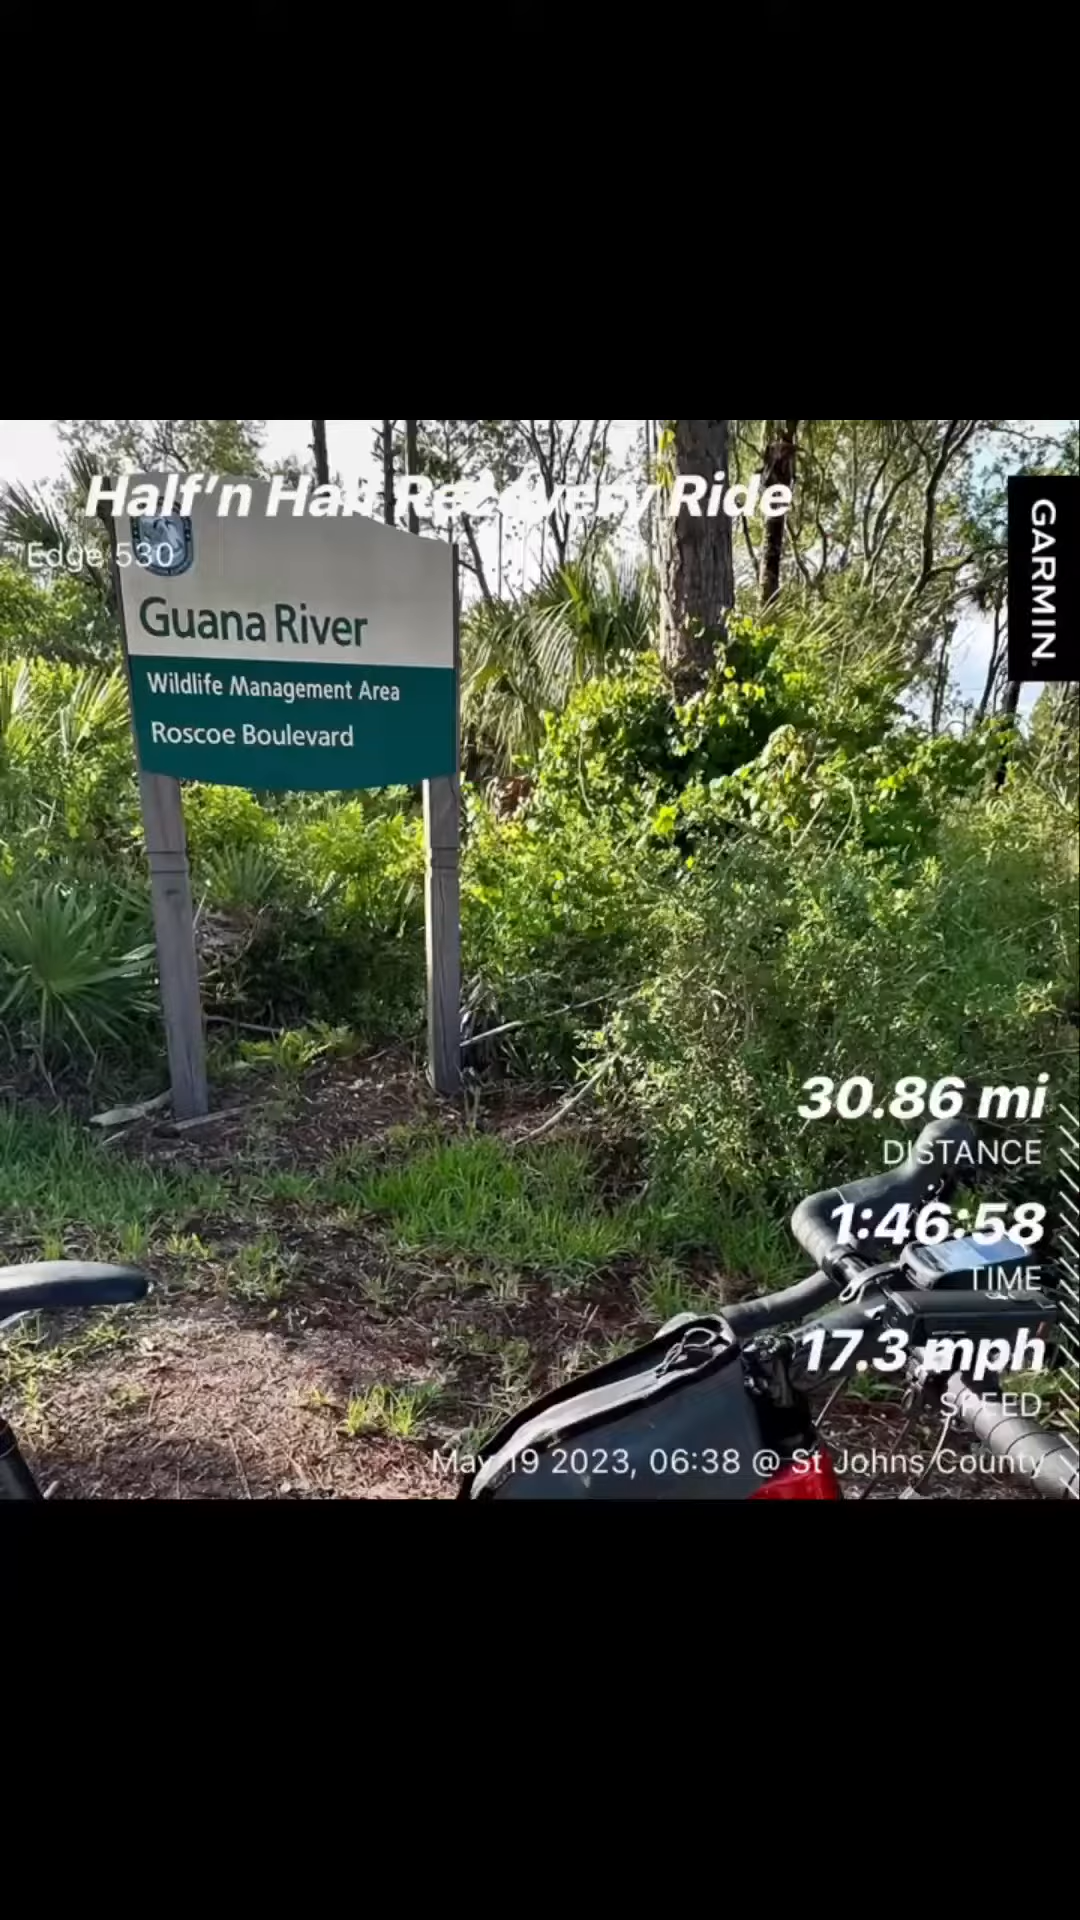 Half'n Half Recovery Ride
Edge 530
GARMIN
Guana River
Wildlife Management Area
Roscoe Boulevard
30.86 mi
DISTANCE
1:46:58
TIME
17.3 mph
SPEED
May 19 2023, 06:38 @ St Johns County